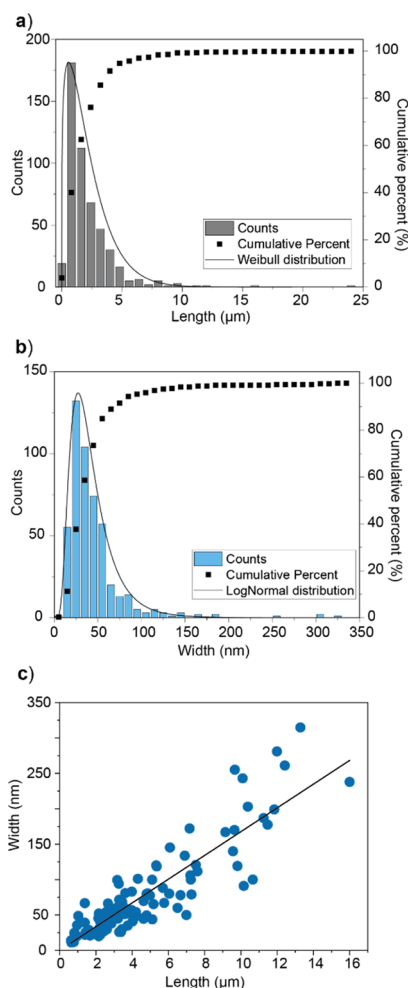 a)
200
150
100
50
0
Counts
100
80
60
40
20
0
Cumulative percent (%)
Counts
Cumulative Percent
Weibull distribution
0 5 10 15 20 25
Length (µm)
b)
150
100
50
0
Counts
100
80
60
40
20
0
Cumulative percent (%)
Counts
Cumulative Percent
LogNormal distribution
0 50 100 150 200 250 300 350
Width (nm)
c)
350
250
150
50
0
Width (nm)
0 2 4 6 8 10 12 14 16
Length (µm)